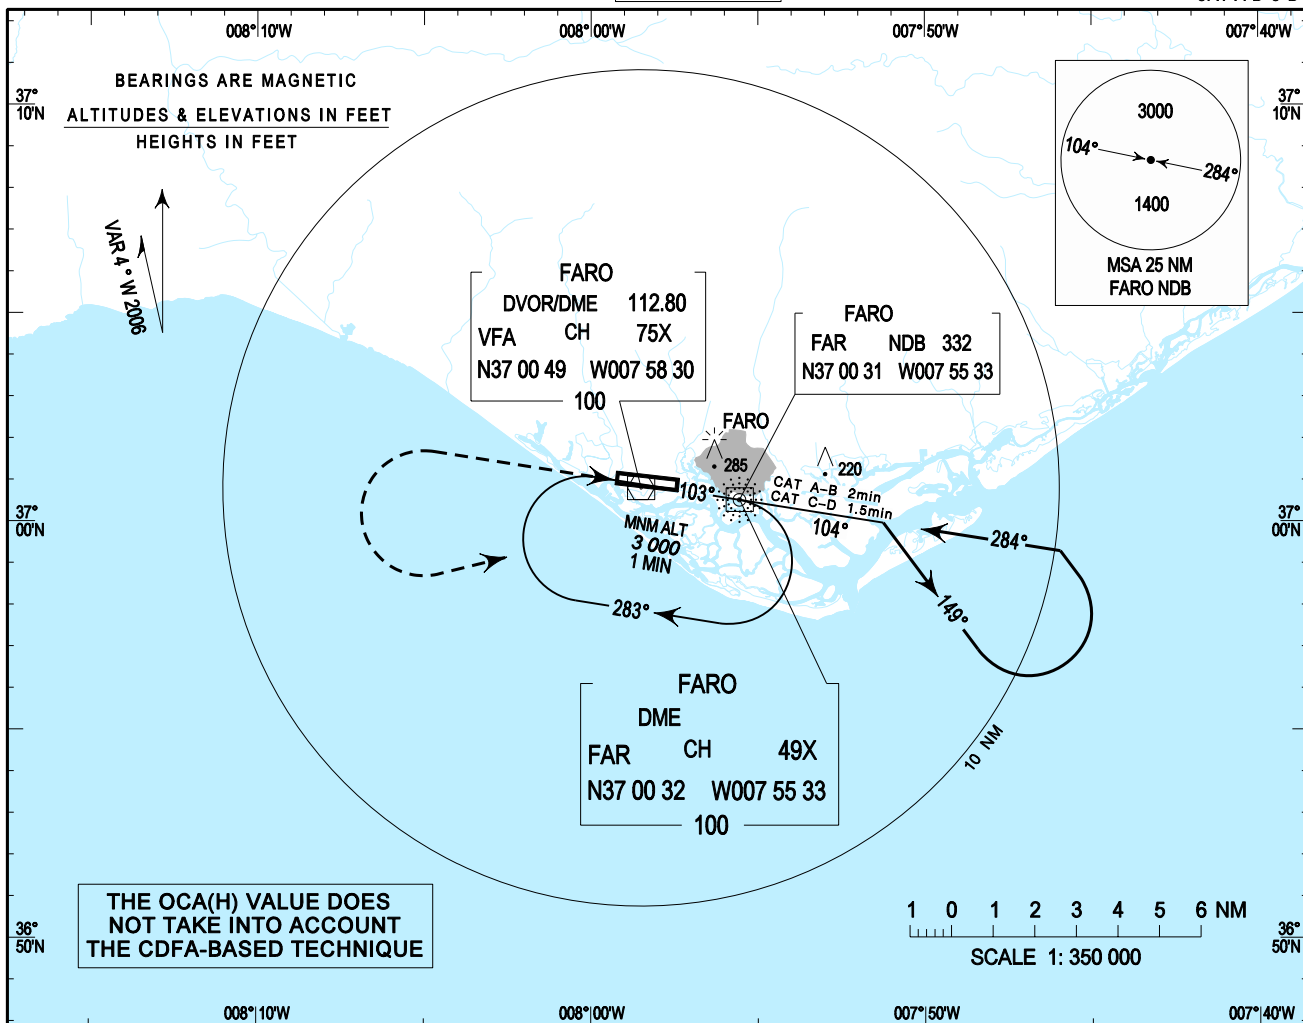 008°10'W
008°00'W
007°50'W
007°40'W
BEARINGS ARE MAGNETIC
ALTITUDES & ELEVATIONS IN FEET
HEIGHTS IN FEET
37°
10'N
37°
10'N
3000
104°
284°
1400
MSA 25 NM
FARO NDB
VAR 4° W 2006
FARO
DVOR/DME 112.80
VFA CH 75X
N37 00 49 W007 58 30
100
FARO
FAR NDB 332
N37 00 31 W007 55 33
FARO
285
220
103°
CAT A-B 2min
CAT C-D 1.5min
104°
MNM ALT
3 000
1 MIN
37°
00'N
37°
00'N
284°
283°
149°
FARO
DME
FAR CH 49X
N37 00 32 W007 55 33
100
10 NM
THE OCA(H) VALUE DOES
NOT TAKE INTO ACCOUNT
THE CDFA-BASED TECHNIQUE
36°
50'N
36°
50'N
1 0 1 2 3 4 5 6 NM
SCALE 1: 350 000
008°10'W
008°00'W
007°50'W
007°40'W